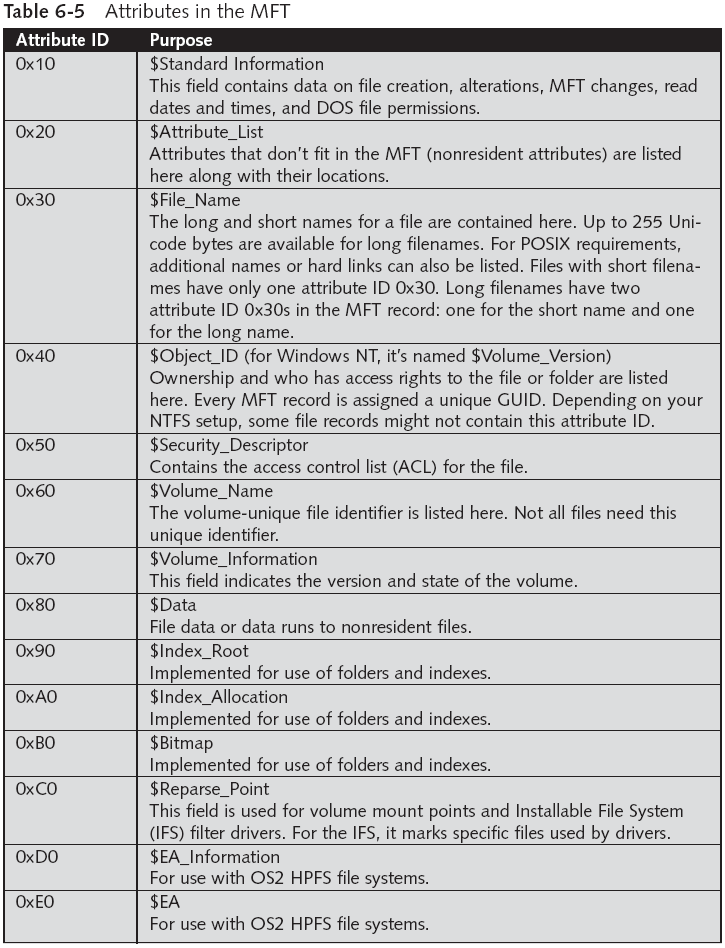 Table 6-5 Attributes in the MFT
Attribute ID Purpose
0x10 $Standard Information
This field contains data on file creation, alterations, MFT changes, read
dates and times, and DOS file permissions.
0x20 $Attribute_List
Attributes that don't fit in the MFT (nonresident attributes) are listed
here along with their locations.
0x30 $File_Name
The long and short names for a file are contained here. Up to 255 Uni-
code bytes are available for long filenames. For POSIX requirements,
additional names or hard links can also be listed. Files with short filena-
mes have only one attribute ID 0x30. Long filenames have two
attribute ID 0x30s in the MFT record: one for the short name and one
for the long name.
0x40 $Object_ID (for Windows NT, it's named $Volume_Version)
Ownership and who has access rights to the file or folder are listed
here. Every MFT record is assigned a unique GUID. Depending on your
NTFS setup, some file records might not contain this attribute ID.
0x50 $Security_Descriptor
Contains the access control list (ACL) for the file.
0x60 $Volume_Name
The volume-unique file identifier is listed here. Not all files need this
unique identifier.
0x70 $Volume_Information
This field indicates the version and state of the volume.
0x80 $Data
File data or data runs to nonresident files.
0x90 $Index_Root
Implemented for use of folders and indexes.
0xA0 $Index_Allocation
Implemented for use of folders and indexes.
0xB0 $Bitmap
Implemented for use of folders and indexes.
0xC0 $Reparse_Point
This field is used for volume mount points and Installable File System
(IFS) filter drivers. For the IFS, it marks specific files used by drivers.
0xD0 $EA_Information
For use with OS2 HPFS file systems.
0xE0 $EA
For use with OS2 HPFS file systems.